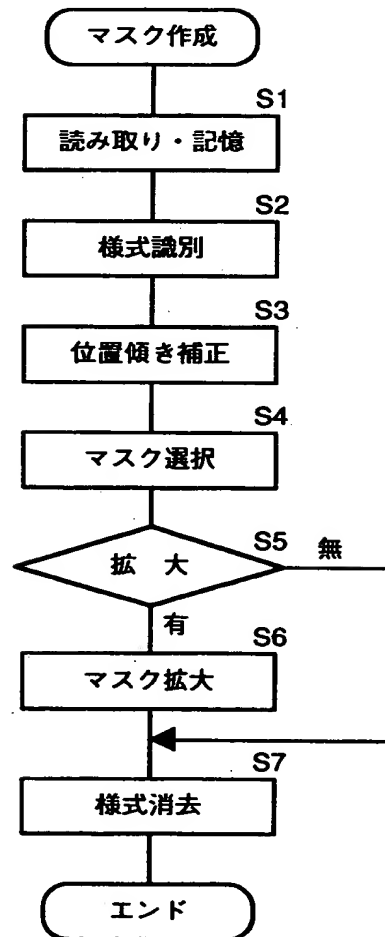 マスク作成
S1
読み取り・記憶
S2
様式識別
S3
位置傾き補正
S4
マスク選択
S5
拡 大
無
有
S6
マスク拡大
S7
様式消去
エンド